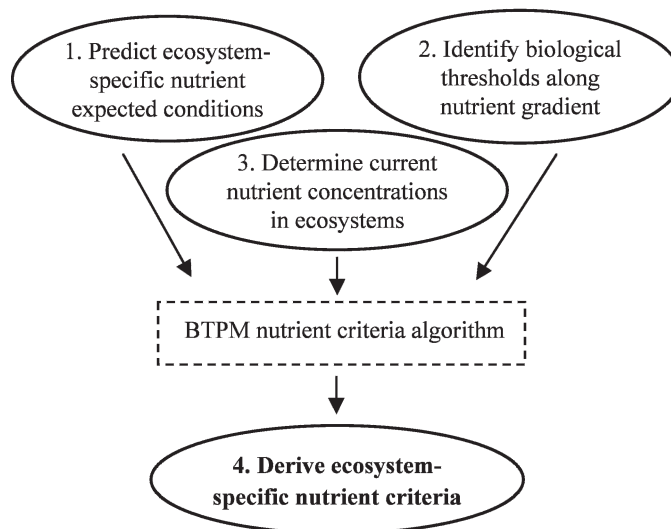 1. Predict ecosystem-
specific nutrient
expected conditions
2. Identify biological
thresholds along
nutrient gradient
3. Determine current
nutrient concentrations
in ecosystems
BTPM nutrient criteria algorithm
4. Derive ecosystem-
specific nutrient criteria